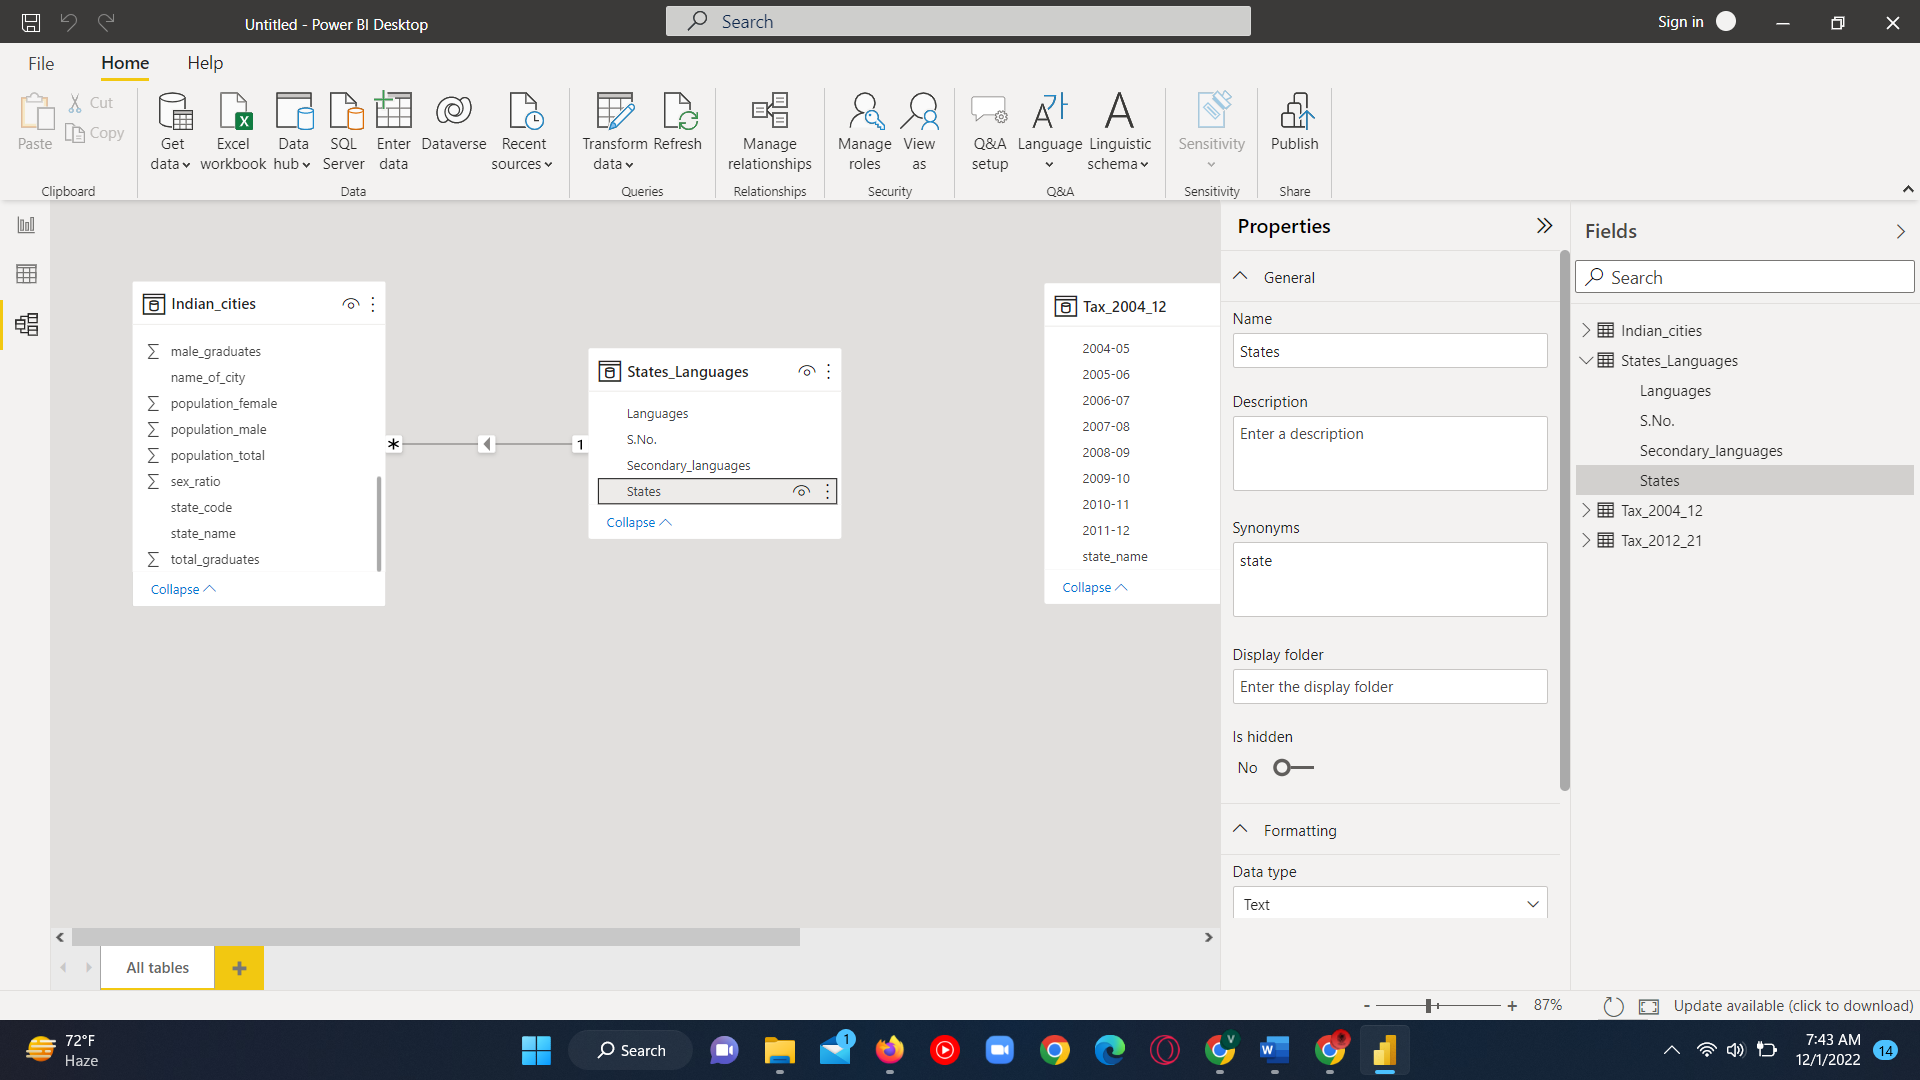 Untitled - Power BI Desktop
Search
Sign in
File Home Help
Paste
Cut
Copy
Clipboard
Get data
Excel workbook
Data hub
SQL Server
Enter data
Dataverse
Recent sources
Data
Transform data
Refresh
Queries
Manage relationships
Relationships
Manage roles
View as
Security
Q&A setup
Language
Linguistic schema
Q&A
Sensitivity
Sensitivity
Publish
Share
Indian_cities
male_graduates
name_of_city
population_female
population_male
population_total
sex_ratio
state_code
state_name
total_graduates
Collapse
* 1
States_Languages
Languages
S.No.
Secondary_languages
States
Collapse
Tax_2004_12
2004-05
2005-06
2006-07
2007-08
2008-09
2009-10
2010-11
2011-12
state_name
Collapse
Properties
General
Name
States
Description
Enter a description
Synonyms
state
Display folder
Enter the display folder
Is hidden
No
Formatting
Data type
Text
Fields
Search
Indian_cities
States_Languages
Languages
S.No.
Secondary_languages
States
Tax_2004_12
Tax_2012_21
All tables
+
- + 87%
Update available (click to download)
72°F
Haze
Search
1
V
W
7:43 AM
12/1/2022
14